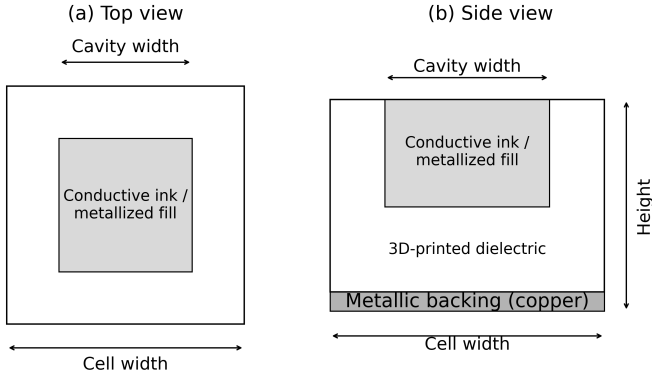 (a) Top view
Cavity width
Conductive ink /
metallized fill
Cell width
(b) Side view
Cavity width
Conductive ink /
metallized fill
3D-printed dielectric
Metallic backing (copper)
Cell width
Height